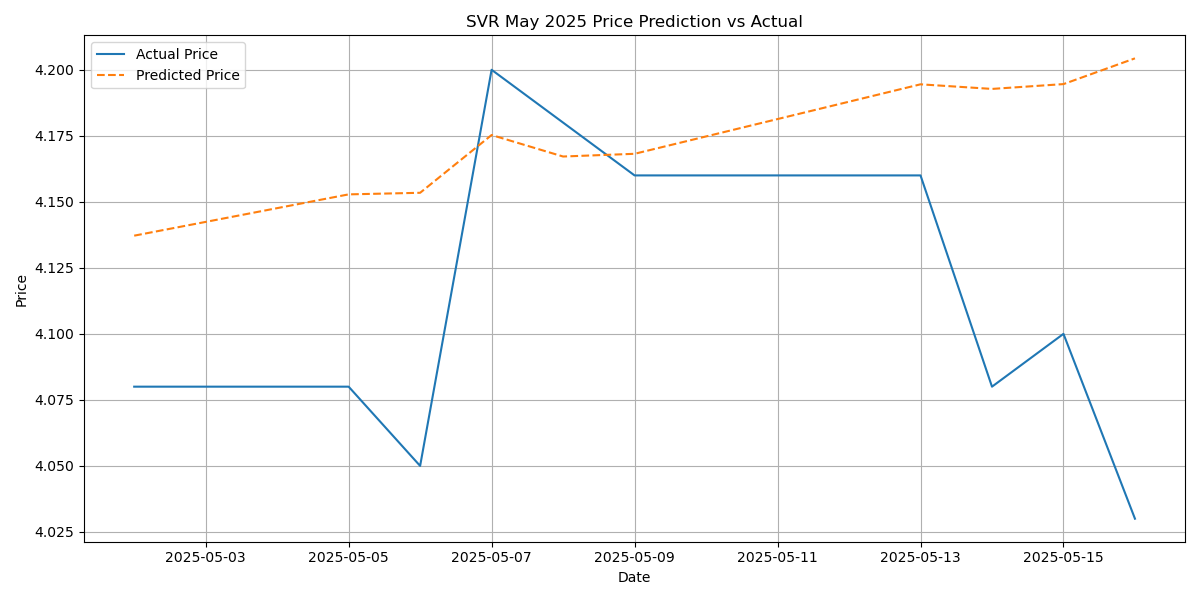 SVR May 2025 Price Prediction vs Actual
Actual Price
Predicted Price
Price
4.200
4.175
4.150
4.125
4.100
4.075
4.050
4.025
2025-05-03 2025-05-05 2025-05-07 2025-05-09 2025-05-11 2025-05-13 2025-05-15
Date